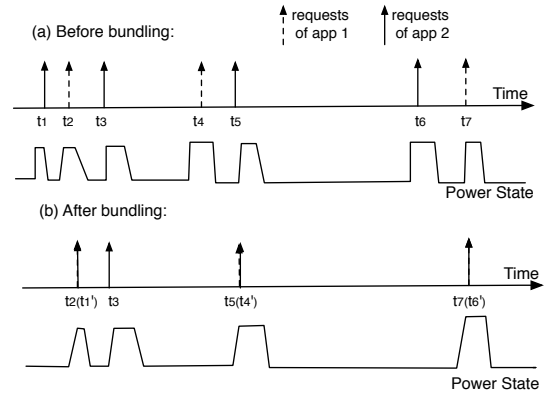 (a) Before bundling:
requests of app 1
requests of app 2
Time
t1 t2 t3 t4 t5 t6 t7
Power State
(b) After bundling:
Time
t2(t1') t3 t5(t4') t7(t6')
Power State